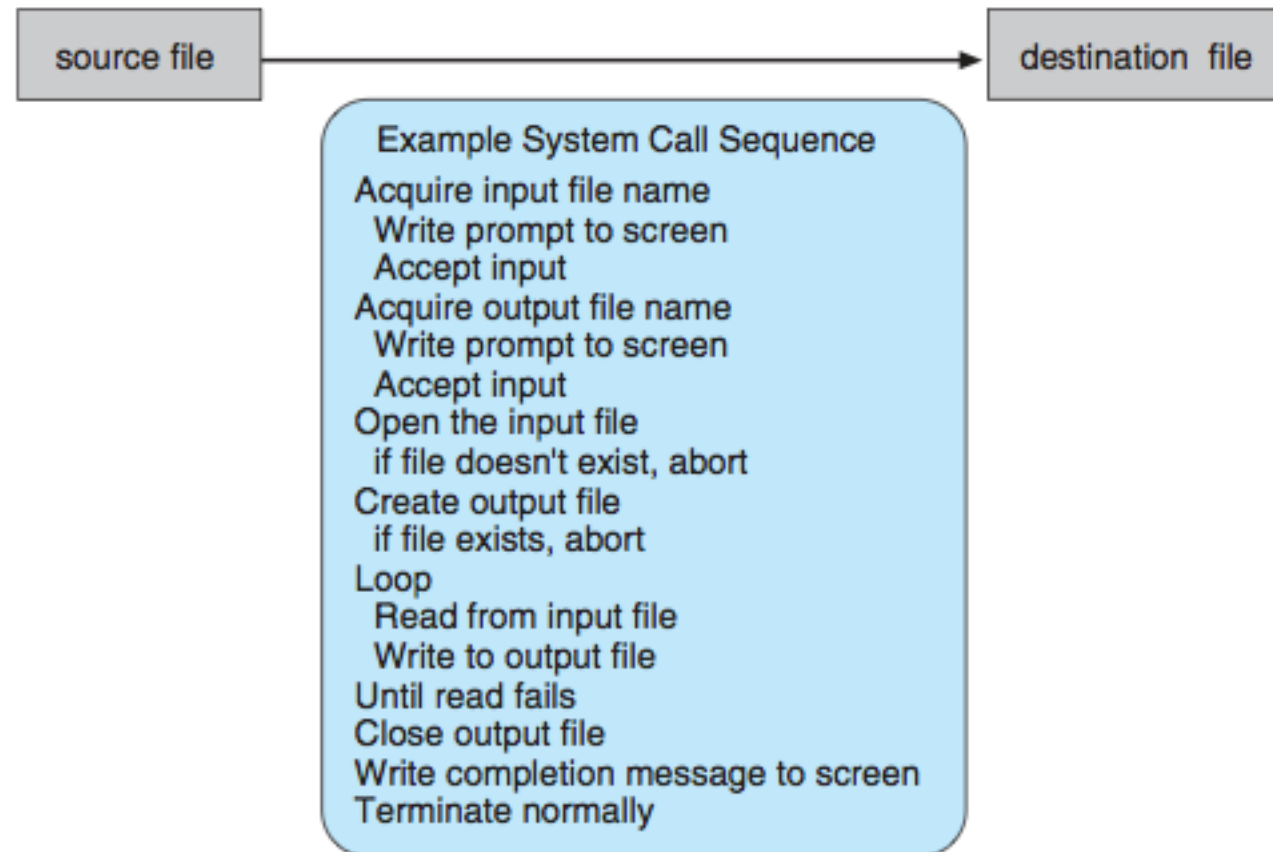 source file
destination file
Example System Call Sequence
Acquire input file name
Write prompt to screen
Accept input
Acquire output file name
Write prompt to screen
Accept input
Open the input file
if file doesn't exist, abort
Create output file
if file exists, abort
Loop
Read from input file
Write to output file
Until read fails
Close output file
Write completion message to screen
Terminate normally